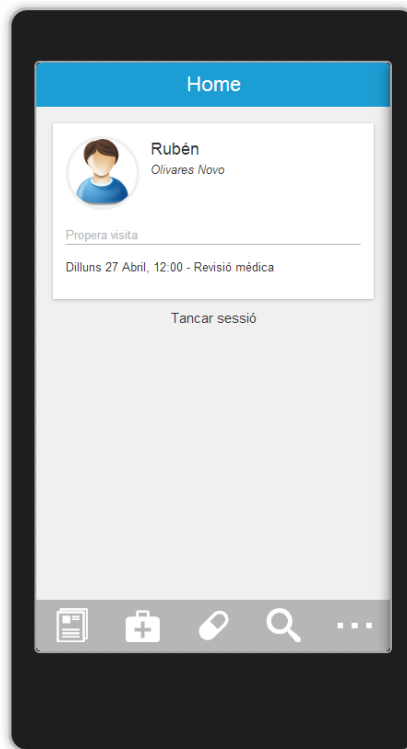 Home
Rubén
Olivares Novo
Propera visita
Dilluns 27 Abril, 12:00 - Revisió mèdica
Tancar sessió